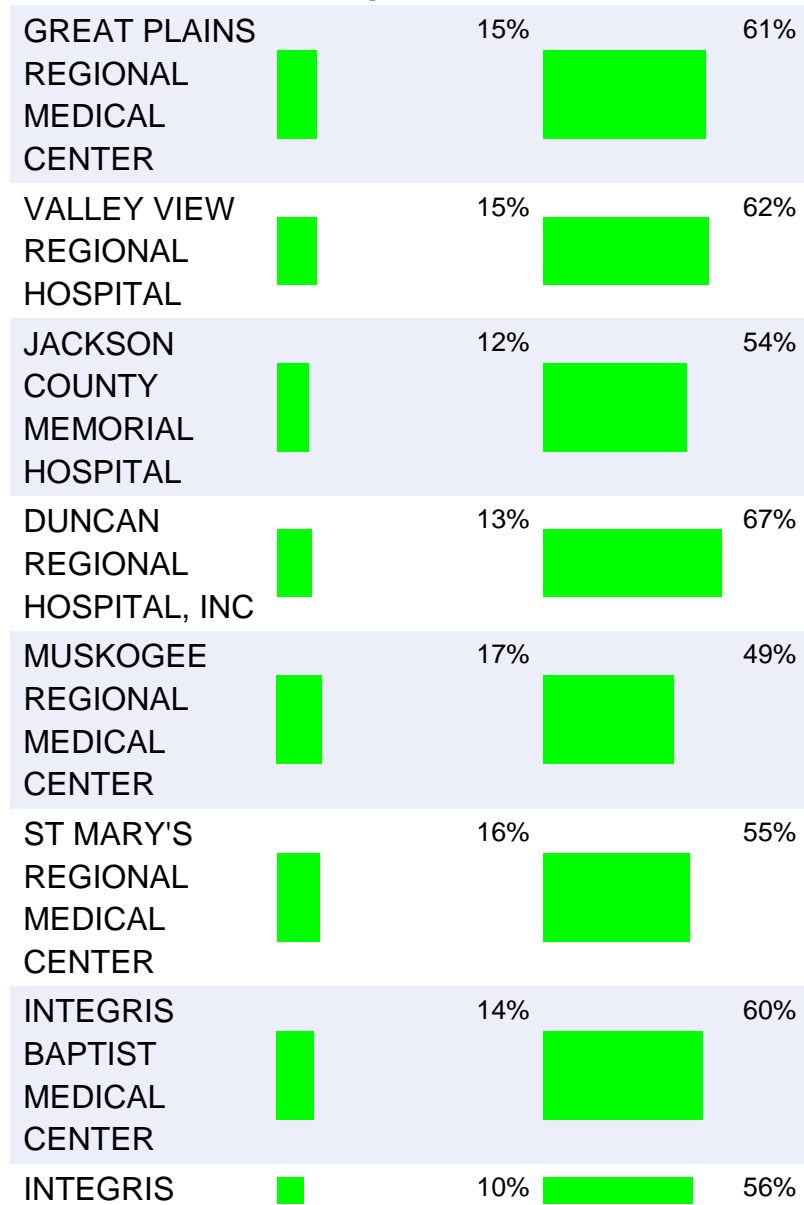 GREAT PLAINS 15% 61%
REGIONAL
MEDICAL
CENTER
VALLEY VIEW 15% 62%
REGIONAL
HOSPITAL
JACKSON 12% 54%
COUNTY
MEMORIAL
HOSPITAL
DUNCAN 13% 67%
REGIONAL
HOSPITAL, INC
MUSKOGEE 17% 49%
REGIONAL
MEDICAL
CENTER
ST MARY'S 16% 55%
REGIONAL
MEDICAL
CENTER
INTEGRIS 14% 60%
BAPTIST
MEDICAL
CENTER
INTEGRIS 10% 56%